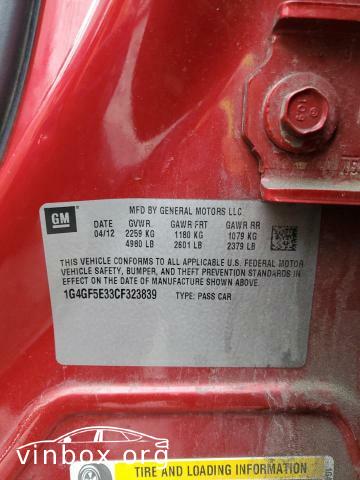 GM
MFD BY GENERAL MOTORS LLC
DATE GVWR GAWR FRT GAWR RR
04/12 2259 KG 1180 KG 1079 KG
4980 LB 2601 LB 2379 LB
THIS VEHICLE CONFORMS TO ALL APPLICABLE U.S. FEDERAL MOTOR
VEHICLE SAFETY, BUMPER, AND THEFT PREVENTION STANDARDS IN
EFFECT ON THE DATE OF MANUFACTURE SHOWN ABOVE.
1G4GF5E33CF323839 TYPE: PASS CAR
TIRE AND LOADING INFORMATION
vinbox.org